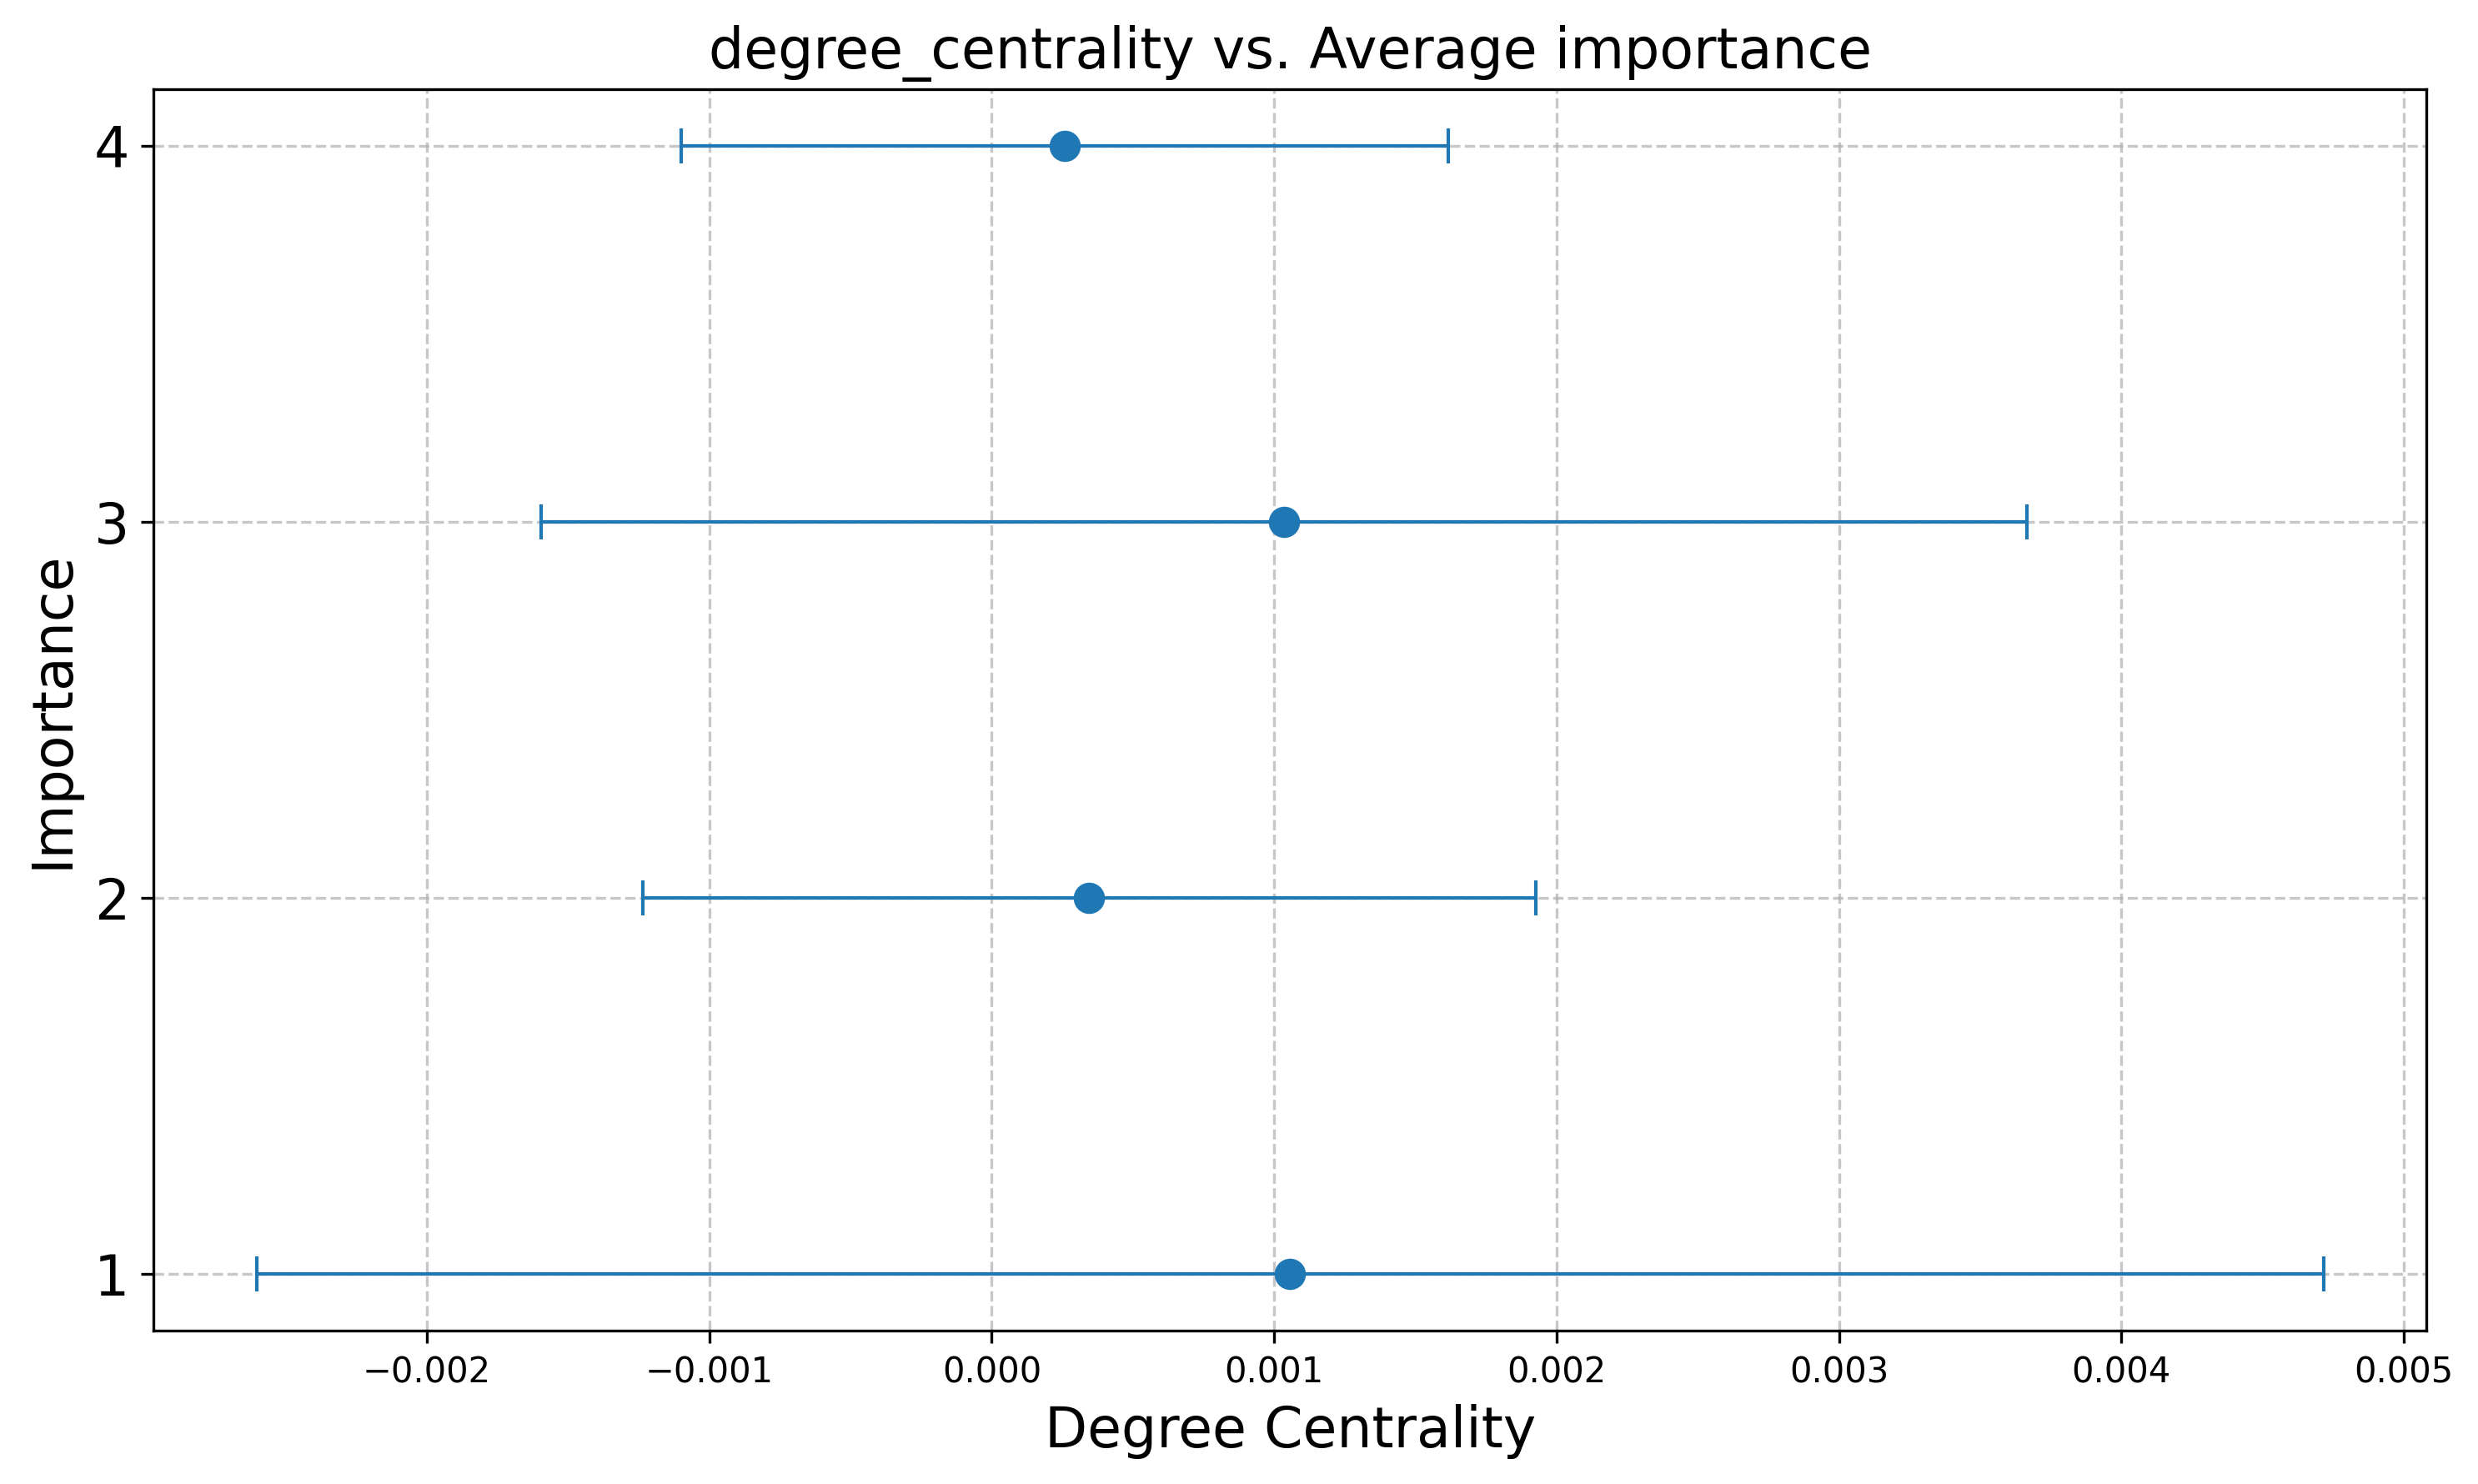 degree_centrality vs. Average importance
4
3
2
1
Importance
−0.002 −0.001 0.000 0.001 0.002 0.003 0.004 0.005
Degree Centrality